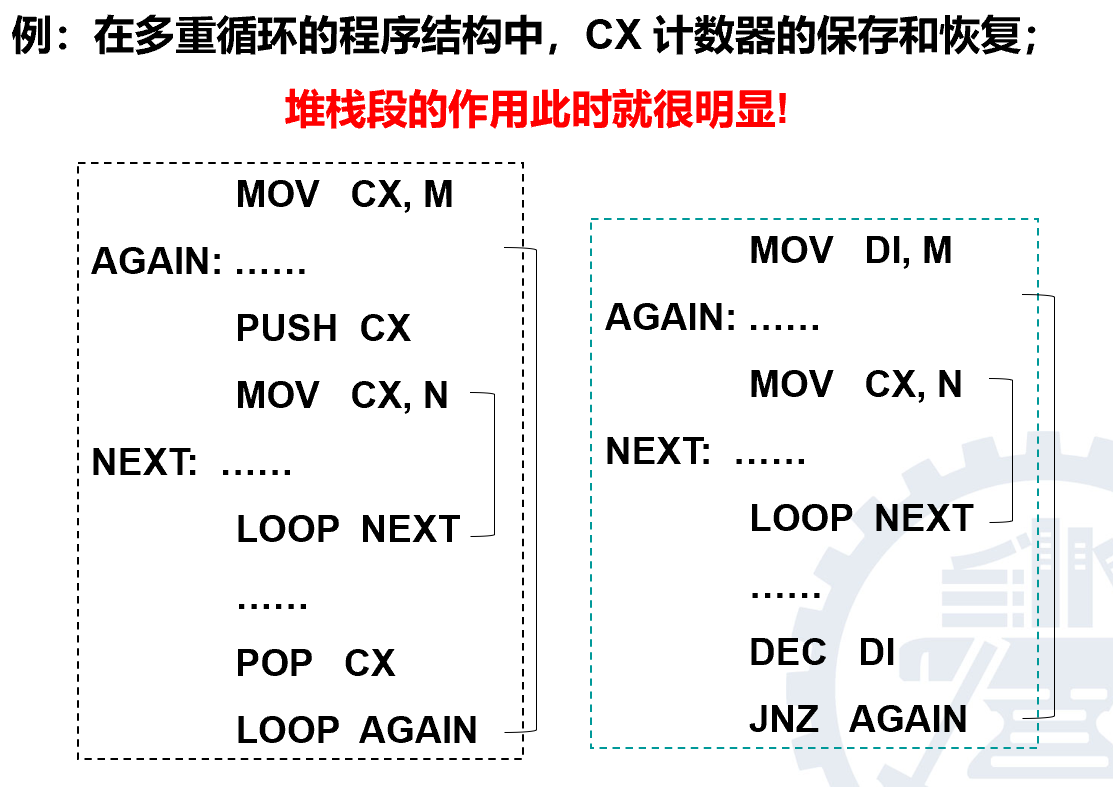 例：在多重循环的程序结构中，CX 计数器的保存和恢复；
堆栈段的作用此时就很明显!
MOV CX, M
AGAIN: ……
PUSH CX
MOV CX, N
NEXT: ……
LOOP NEXT
……
POP CX
LOOP AGAIN
MOV DI, M
AGAIN: ……
MOV CX, N
NEXT: ……
LOOP NEXT
……
DEC DI
JNZ AGAIN